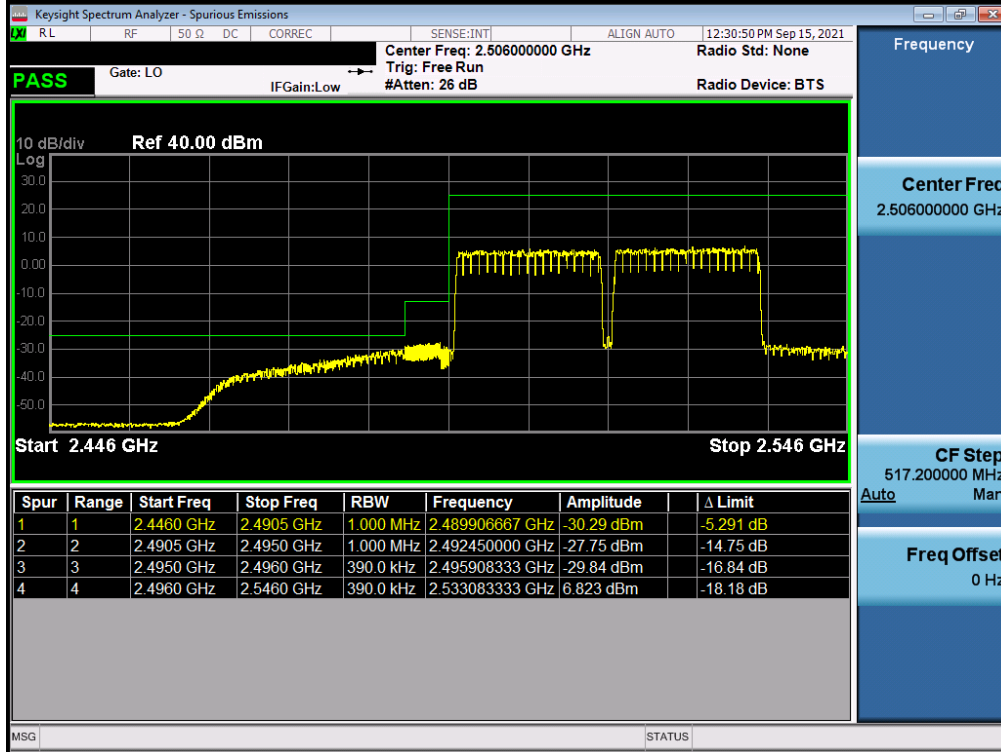 Keysight Spectrum Analyzer - Spurious Emissions
LXI RL RF 50 Ω DC CORREC SENSE:INT ALIGN AUTO 12:30:50 PM Sep 15, 2021
Center Freq: 2.506000000 GHz Radio Std: None
Gate: LO Trig: Free Run
PASS IFGain:Low #Atten: 26 dB Radio Device: BTS
10 dB/div Ref 40.00 dBm
Log
30.0
20.0
10.0
0.00
-10.0
-20.0
-30.0
-40.0
-50.0
Start 2.446 GHz Stop 2.546 GHz
Spur Range Start Freq Stop Freq RBW Frequency Amplitude Δ Limit
1 1 2.4460 GHz 2.4905 GHz 1.000 MHz 2.489906667 GHz -30.29 dBm -5.291 dB
2 2 2.4905 GHz 2.4950 GHz 1.000 MHz 2.492450000 GHz -27.75 dBm -14.75 dB
3 3 2.4950 GHz 2.4960 GHz 390.0 kHz 2.495908333 GHz -29.84 dBm -16.84 dB
4 4 2.4960 GHz 2.5460 GHz 390.0 kHz 2.533083333 GHz 6.823 dBm -18.18 dB
MSG STATUS
Frequency
Center Freq
2.506000000 GHz
CF Step
517.200000 MHz
Auto Man
Freq Offset
0 Hz